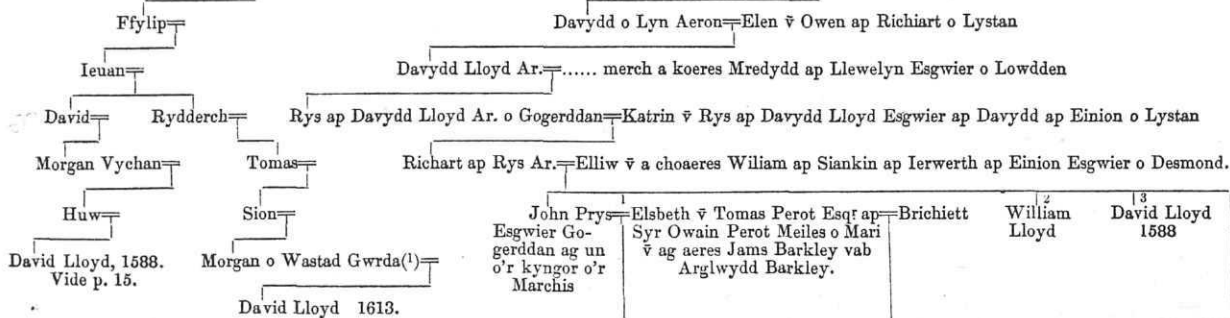 Ffylip Davydd o Lyn Aeron Elen ṽ Owen ap Richiart o Lystan
Ieuan Davydd Lloyd Ar. ...... merch a koeres Mredydd ap Llewelyn Esgwier o Lowdden
David Rydderch Rys ap Davydd Lloyd Ar. o Gogerddan Katrin ṽ Rys ap Davydd Lloyd Esgwier ap Davydd ap Einion o Lystan
Morgan Vychan Tomas Richart ap Rys Ar. Elliw ṽ a choaeres Wiliam ap Siankin ap Ierwerth ap Einion Esgwier o Desmond.
Huw Sion
David Lloyd, 1588.
Vide p. 15.
Morgan o Wastad Gwrda(¹)
David Lloyd 1613.
John Prys
Esgwier Go-
gerddan ag un
o'r kyngor o'r
Marchis
1
Elsbeth ṽ Tomas Perot Esqr ap
Syr Owain Perot Meiles o Mari
ṽ ag aeres Jams Barkley vab
Arglwydd Barkley.
Brichiett
2
William
Lloyd
3
David Lloyd
1588